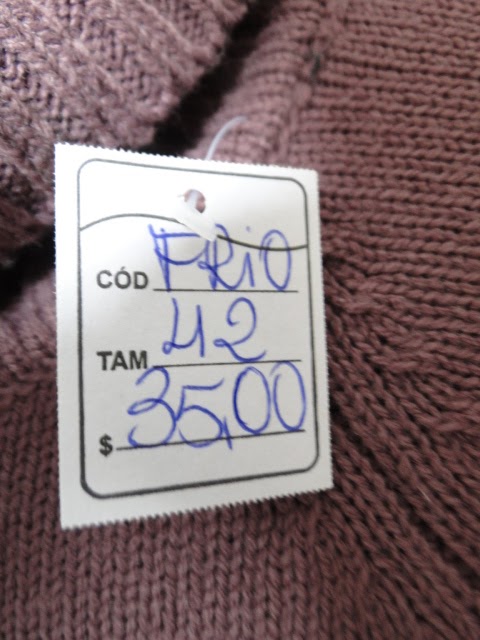 CÓD FRiO
TAM 42
$ 35,00